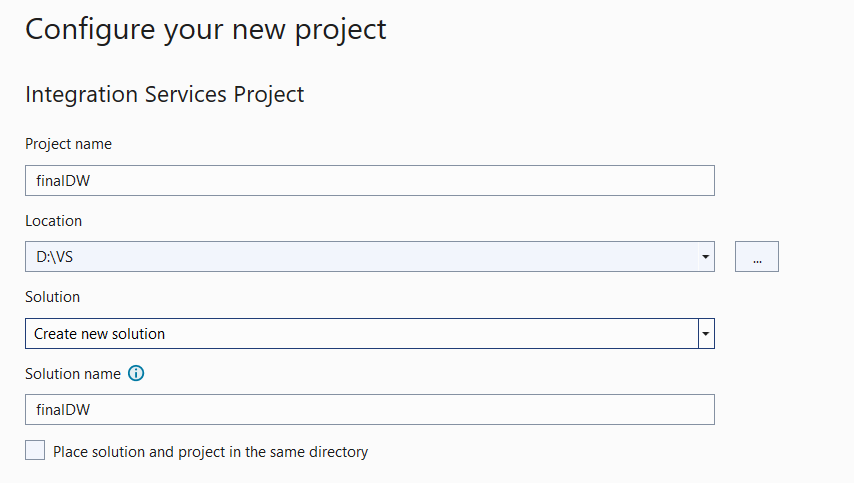 Configure your new project
Integration Services Project
Project name
finalDW
Location
D:\VS
...
Solution
Create new solution
Solution name
finalDW
Place solution and project in the same directory